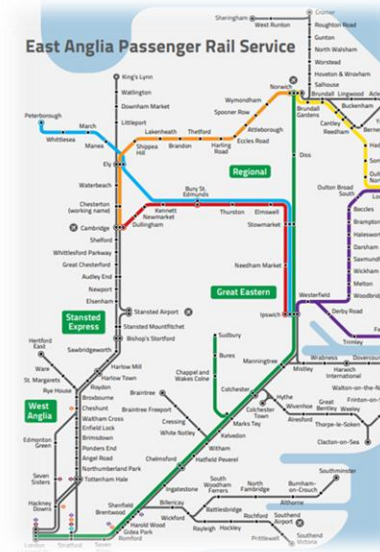 Sheringham
Cromer
West Runton
Roughton Road
Gunton
North Walsham
Worstead
Hoveton & Wroxham
Salhouse
East Anglia Passenger Rail Service
King's Lynn
Watlington
Downham Market
Littleport
Peterborough
March
Whittlesea
Manea
Ely
Lakenheath
Thetford
Shippea
Hill
Brandon
Harling
Road
Eccles Road
Attleborough
Spooner Row
Wymondham
Norwich
Brundall
Lingwood
Acle
Brundall
Gardens
Buckenham
Cantley
Reedham
Diss
Regional
Waterbeach
Chesterton
(working name)
Cambridge
Bury St.
Edmunds
Kennett
Newmarket
Dullingham
Thurston
Elmswell
Stowmarket
Needham Market
Great Eastern
Ipswich
Westerfield
Derby Road
Trimley
Oulton Broad
South
Beccles
Brampton
Halesworth
Darsham
Saxmundham
Wickham
Market
Melton
Woodbridge
Shelford
Whittlesford Parkway
Great Chesterford
Audley End
Newport
Elsenham
Stansted Airport
Stansted
Express
Stansted Mountfitchet
Bishop's Stortford
Sawbridgeworth
Hertford
East
Ware
St. Margarets
Rye House
Harlow Mill
Harlow Town
Roydon
Broxbourne
Cheshunt
Waltham Cross
Enfield Lock
Brimsdown
Ponders End
Angel Road
Northumberland Park
Tottenham Hale
West
Anglia
Edmonton
Green
Seven
Sisters
Hackney
Downs
London
Stratford
Seven
Romford
Gidea Park
Harold Wood
Brentwood
Shenfield
Ingatestone
Chelmsford
Hatfield Peverel
Witham
Kelvedon
Marks Tey
White Notley
Cressing
Braintree Freeport
Braintree
Sudbury
Bures
Chappel and
Wakes Colne
Colchester
Colchester
Town
Hythe
Wivenhoe
Alresford
Great
Bentley
Weeley
Thorpe-le-Soken
Clacton-on-Sea
Manningtree
Mistley
Wrabness
Harwich
International
Billericay
Wickford
South
Woodham
Ferrers
Battlesbridge
North
Fambridge
Althorne
Burnham-
on-Crouch
Southminster
Rayleigh
Hockley
Rochford
Southend
Airport
Prittlewell
Southend
Victoria